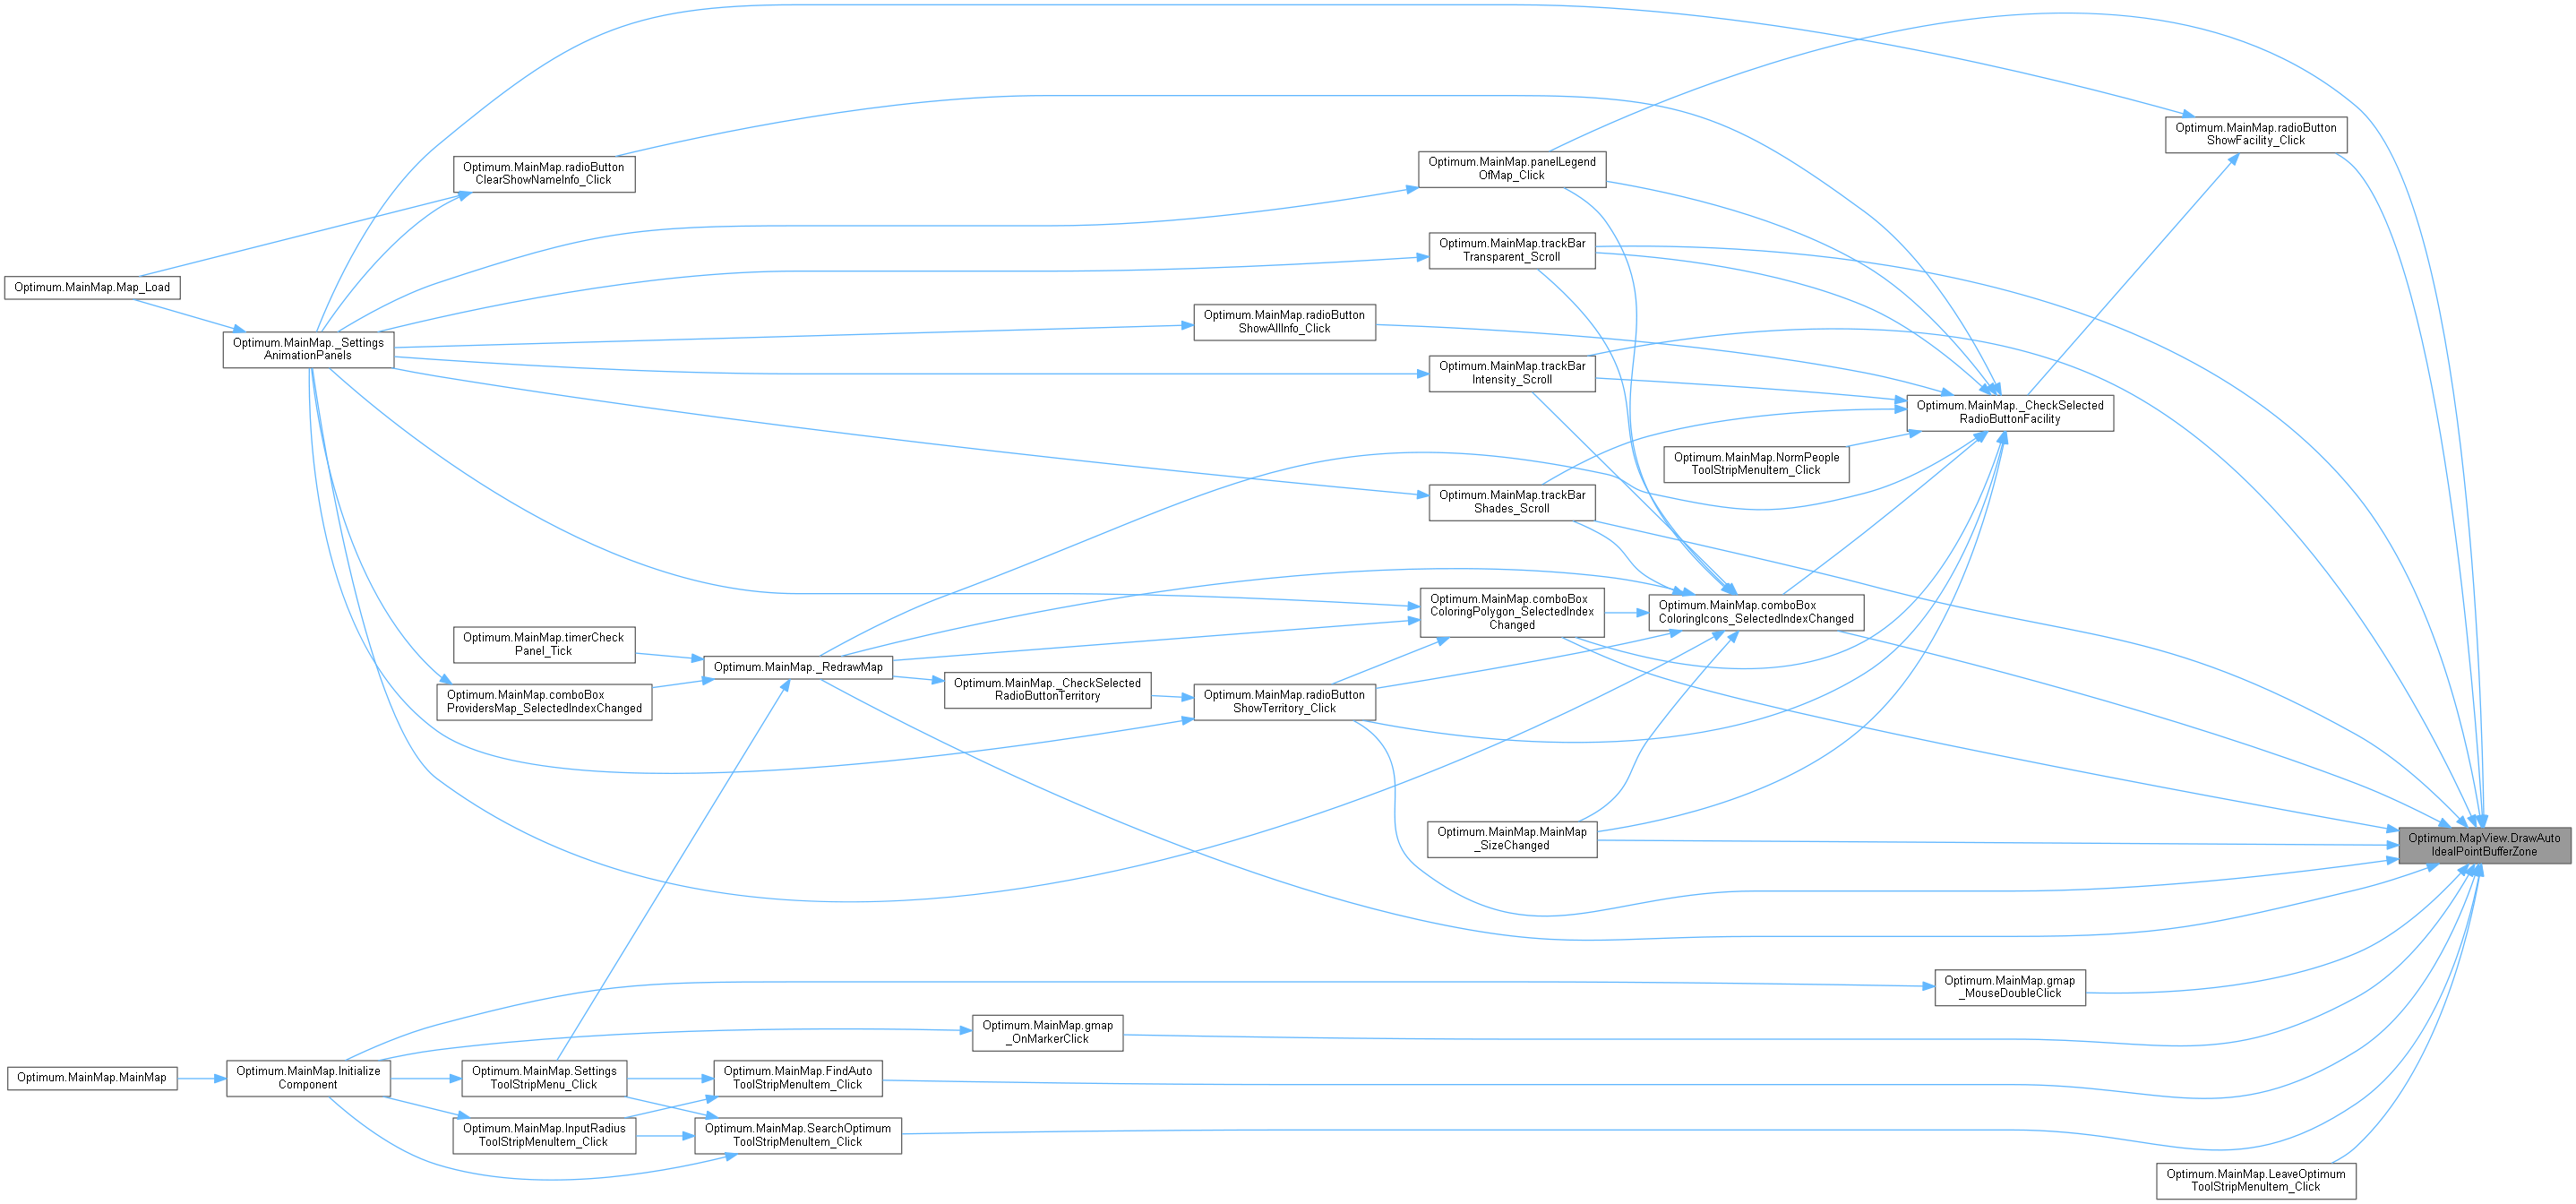 Optimum.MainMap.radioButton
ShowFacility_Click
Optimum.MainMap.radioButton
ClearShowNameInfo_Click
Optimum.MainMap.panelLegend
OfMap_Click
Optimum.MainMap.trackBar
Transparent_Scroll
Optimum.MainMap.Map_Load
Optimum.MainMap.radioButton
ShowAllInfo_Click
Optimum.MainMap._Settings
AnimationPanels
Optimum.MainMap.trackBar
Intensity_Scroll
Optimum.MainMap._CheckSelected
RadioButtonFacility
Optimum.MainMap.NormPeople
ToolStripMenuItem_Click
Optimum.MainMap.trackBar
Shades_Scroll
Optimum.MainMap.comboBox
ColoringPolygon_SelectedIndex
Changed
Optimum.MainMap.comboBox
ColoringIcons_SelectedIndexChanged
Optimum.MainMap.timerCheck
Panel_Tick
Optimum.MainMap._RedrawMap
Optimum.MainMap._CheckSelected
RadioButtonTerritory
Optimum.MainMap.comboBox
ProvidersMap_SelectedIndexChanged
Optimum.MainMap.radioButton
ShowTerritory_Click
Optimum.MainMap.MainMap
_SizeChanged
Optimum.MapView.DrawAuto
IdealPointBufferZone
Optimum.MainMap.gmap
_MouseDoubleClick
Optimum.MainMap.gmap
_OnMarkerClick
Optimum.MainMap.MainMap
Optimum.MainMap.Initialize
Component
Optimum.MainMap.Settings
ToolStripMenu_Click
Optimum.MainMap.FindAuto
ToolStripMenuItem_Click
Optimum.MainMap.InputRadius
ToolStripMenuItem_Click
Optimum.MainMap.SearchOptimum
ToolStripMenuItem_Click
Optimum.MainMap.LeaveOptimum
ToolStripMenuItem_Click